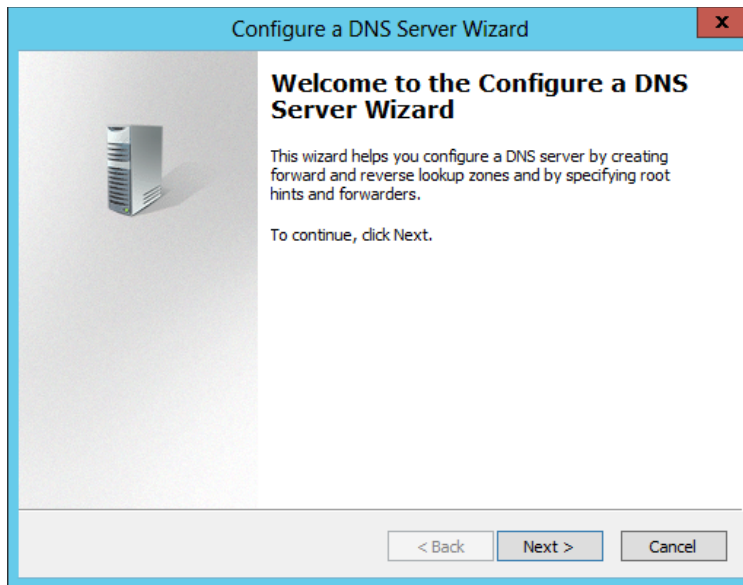 Configure a DNS Server Wizard
x
Welcome to the Configure a DNS
Server Wizard
This wizard helps you configure a DNS server by creating
forward and reverse lookup zones and by specifying root
hints and forwarders.
To continue, click Next.
< Back
Next >
Cancel